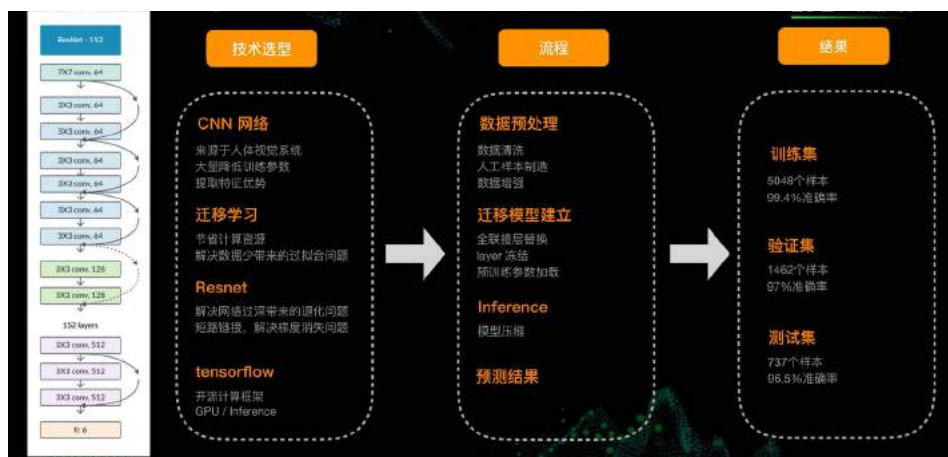 ResNet - 152
7X7 conv, 64
3X3 conv, 64
3X3 conv, 64
3X3 conv, 64
3X3 conv, 64
3X3 conv, 64
3X3 conv, 64
3X3 conv, 128
3X3 conv, 128
152 layers
3X3 conv, 512
3X3 conv, 512
3X3 conv, 512
fc 6
技术选型
CNN 网络
来源于人体视觉系统
大量降低训练参数
提取特征优势
迁移学习
节省计算资源
解决数据少带来的过拟合问题
Resnet
解决网络过深带来的退化问题
短路链接，解决梯度消失问题
tensorflow
开源计算框架
GPU / Inference
流程
数据预处理
数据清洗
人工样本制造
数据增强
迁移模型建立
全联接层替换
layer 冻结
预训练参数加载
Inference
模型压缩
预测结果
结果
训练集
5048个样本
99.4%准确率
验证集
1462个样本
97%准确率
测试集
737个样本
96.5%准确率